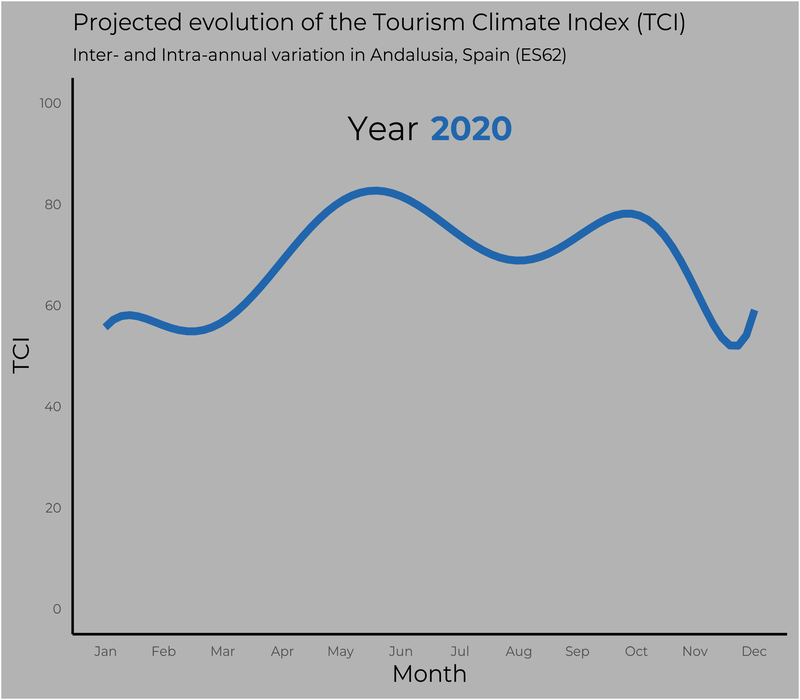 Projected evolution of the Tourism Climate Index (TCI)
Inter- and Intra-annual variation in Andalusia, Spain (ES62)
Year 2020
100
80
60
40
20
0
TCI
Jan Feb Mar Apr May Jun Jul Aug Sep Oct Nov Dec
Month